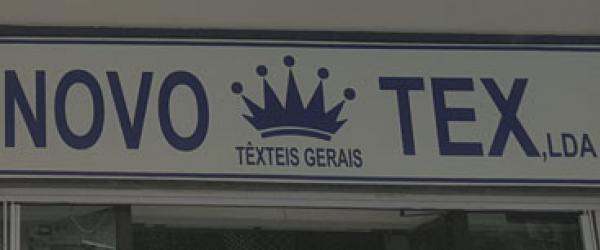 NOVO TEX,LDA
TÊXTEIS GERAIS